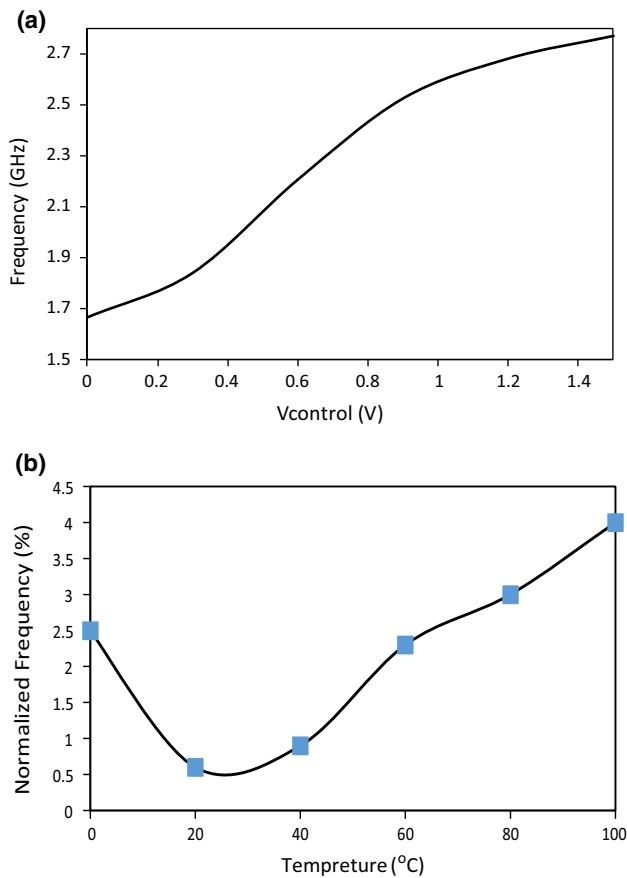 (a)
Frequency (GHz)
2.7
2.5
2.3
2.1
1.9
1.7
1.5
0 0.2 0.4 0.6 0.8 1 1.2 1.4
Vcontrol (V)
(b)
Normalized Frequency (%)
4.5
4
3.5
3
2.5
2
1.5
1
0.5
0
0 20 40 60 80 100
Tempreture (°C)